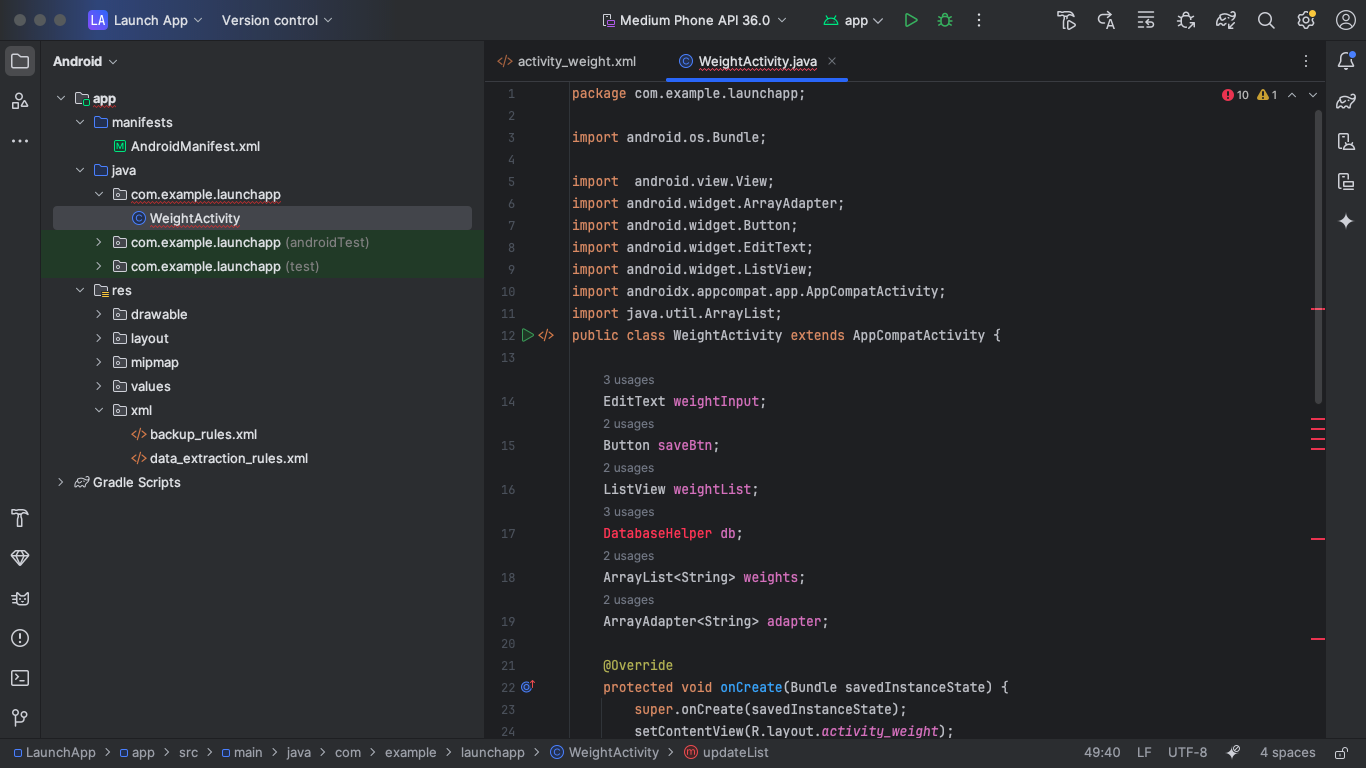 LA Launch App Version control Medium Phone API 36.0 app
Android
app
manifests
AndroidManifest.xml
java
com.example.launchapp
WeightActivity
com.example.launchapp (androidTest)
com.example.launchapp (test)
res
drawable
layout
mipmap
values
xml
backup_rules.xml
data_extraction_rules.xml
Gradle Scripts
activity_weight.xml WeightActivity.java
10 1
1 package com.example.launchapp;
2
3 import android.os.Bundle;
4
5 import  android.view.View;
6 import android.widget.ArrayAdapter;
7 import android.widget.Button;
8 import android.widget.EditText;
9 import android.widget.ListView;
10 import androidx.appcompat.app.AppCompatActivity;
11 import java.util.ArrayList;
12 public class WeightActivity extends AppCompatActivity {
13
3 usages
14 EditText weightInput;
2 usages
15 Button saveBtn;
2 usages
16 ListView weightList;
3 usages
17 DatabaseHelper db;
2 usages
18 ArrayList<String> weights;
2 usages
19 ArrayAdapter<String> adapter;
20
21 @Override
22 protected void onCreate(Bundle savedInstanceState) {
23 super.onCreate(savedInstanceState);
24 setContentView(R.layout.activity_weight);
LaunchApp > app > src > main > java > com > example > launchapp > WeightActivity > updateList 49:40 LF UTF-8 4 spaces